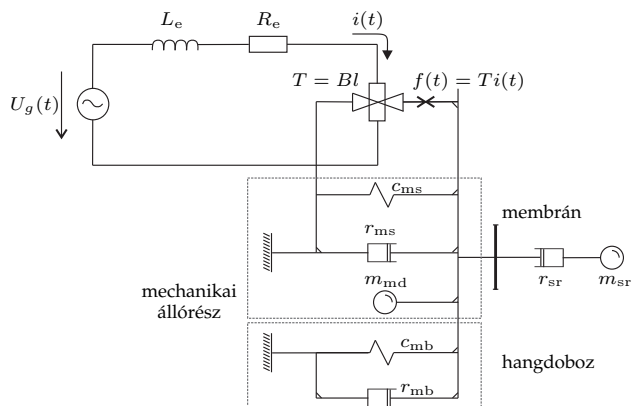 L_e
R_e
i(t)
T = Bl
f(t) = Ti(t)
U_g(t)
c_ms
membrán
r_ms
m_md
r_sr
m_sr
mechanikai
állórész
c_mb
hangdoboz
r_mb